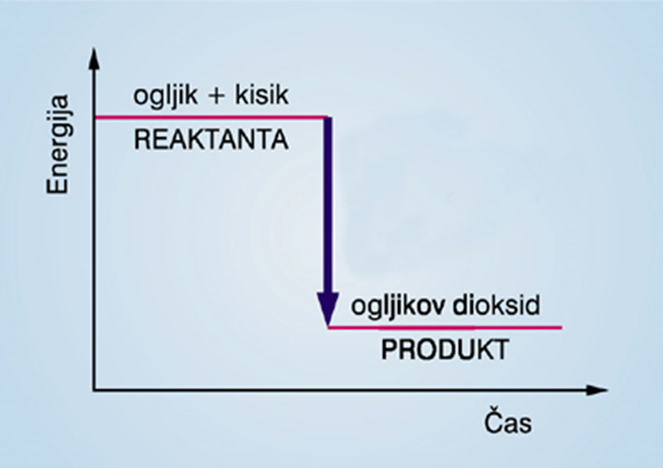 Energija
ogljik + kisik
REAKTANTA
ogljikov dioksid
PRODUKT
Čas